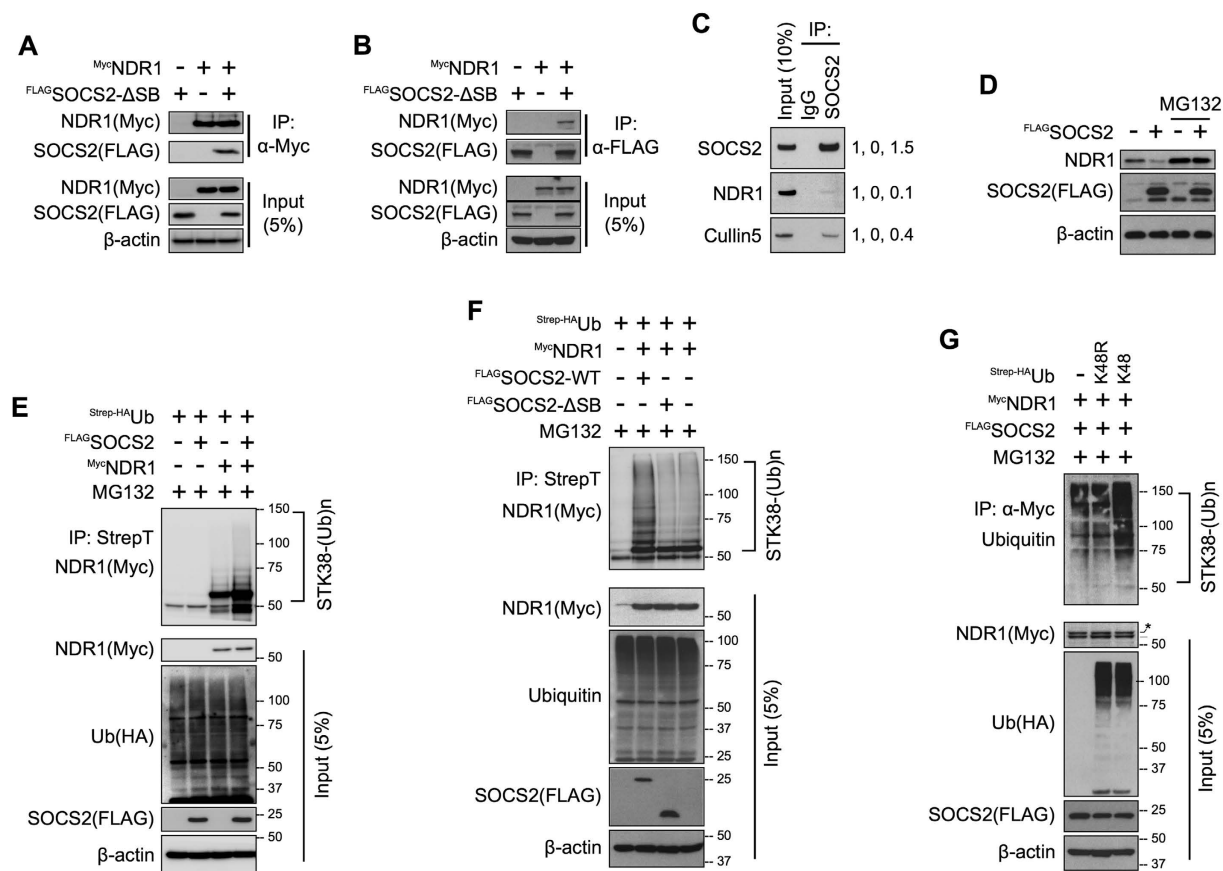 A
MycNDR1 - + +
FLAGSOCS2-ΔSB + - +
NDR1(Myc)
SOCS2(FLAG)
IP:
α-Myc
NDR1(Myc)
SOCS2(FLAG)
β-actin
Input
(5%)
B
MycNDR1 - + +
FLAGSOCS2-ΔSB + - +
NDR1(Myc)
SOCS2(FLAG)
IP:
α-FLAG
NDR1(Myc)
SOCS2(FLAG)
β-actin
Input
(5%)
C
IP:
Input (10%)
IgG
SOCS2
SOCS2 1, 0, 1.5
NDR1 1, 0, 0.1
Cullin5 1, 0, 0.4
D
MG132
FLAGSOCS2 - + - +
NDR1
SOCS2(FLAG)
β-actin
E
Strep-HAUb + + + +
FLAGSOCS2 - + - +
MycNDR1 - - + +
MG132 + + + +
IP: StrepT
NDR1(Myc)
150
100
75
50
STK38-(Ub)n
NDR1(Myc)
50
Ub(HA)
100
75
50
37
SOCS2(FLAG)
25
β-actin
50
Input (5%)
F
Strep-HAUb + + + +
MycNDR1 - + + +
FLAGSOCS2-WT - + - -
FLAGSOCS2-ΔSB - - + -
MG132 + + + +
IP: StrepT
NDR1(Myc)
150
100
75
50
STK38-(Ub)n
NDR1(Myc)
50
Ubiquitin
100
75
50
37
25
SOCS2(FLAG)
25
β-actin
50
37
Input (5%)
G
Strep-HAUb - K48R K48
MycNDR1 + + +
FLAGSOCS2 + + +
MG132 + + +
IP: α-Myc
Ubiquitin
150
100
75
50
STK38-(Ub)n
NDR1(Myc)
*
50
Ub(HA)
100
75
50
37
SOCS2(FLAG)
25
β-actin
50
37
Input (5%)